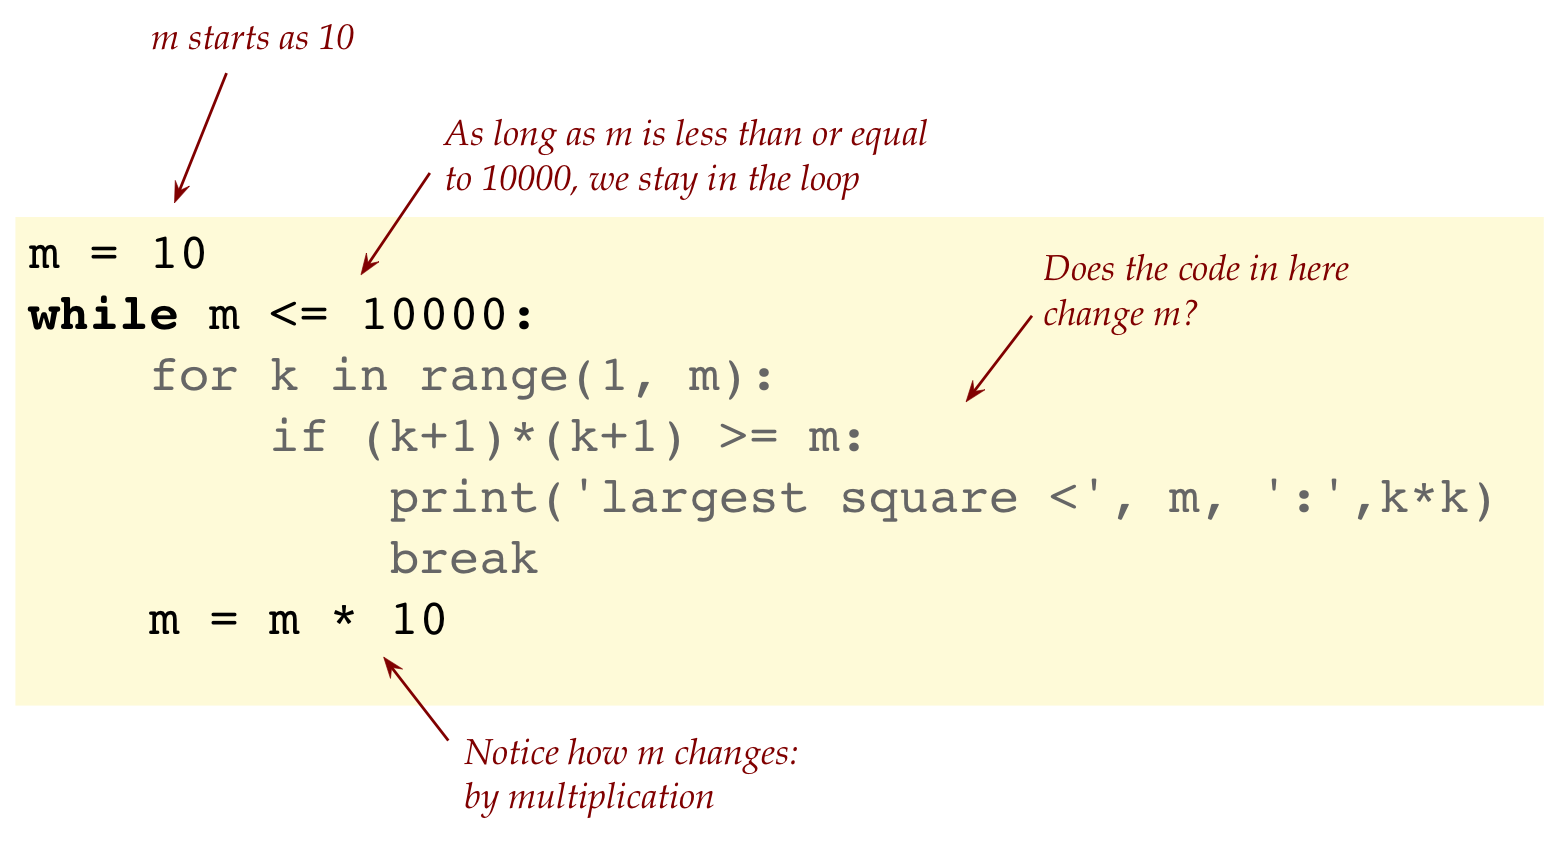 m starts as 10
As long as m is less than or equal
to 10000, we stay in the loop
m = 10
while m <= 10000:
Does the code in here
change m?
    for k in range(1, m):
        if (k+1)*(k+1) >= m:
            print('largest square <', m, ':',k*k)
            break
    m = m * 10
Notice how m changes:
by multiplication